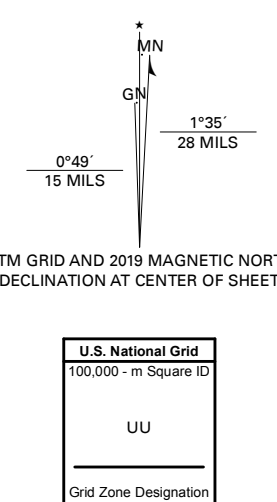 ★
MN
GN
1°35´
28 MILS
0°49´
15 MILS
TM GRID AND 2019 MAGNETIC NORT
DECLINATION AT CENTER OF SHEET
U.S. National Grid
100,000 - m Square ID
UU
Grid Zone Designation